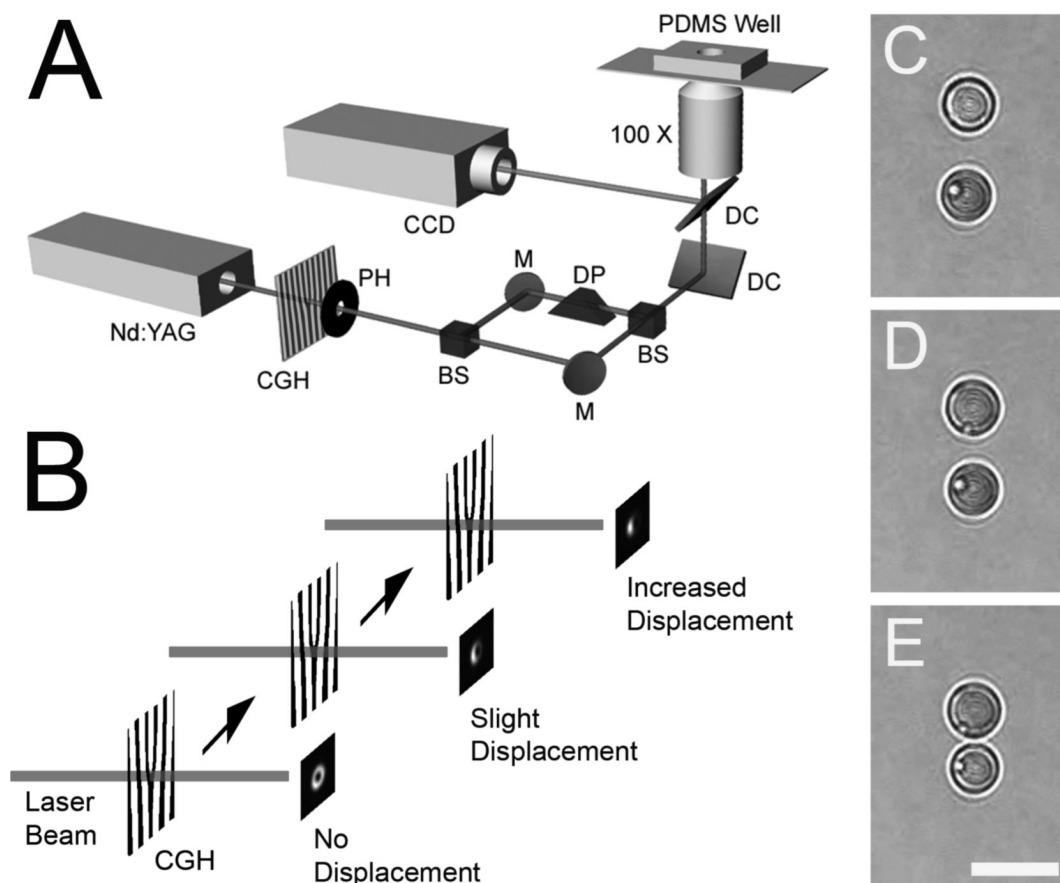 A
PDMS Well
100 X
CCD
DC
DC
M
DP
PH
Nd:YAG
CGH
BS
BS
M
B
Increased
Displacement
Slight
Displacement
Laser
Beam
CGH
No
Displacement
C
D
E